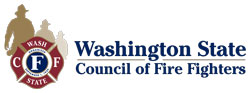 WASH
C F F
STATE
Washington State
Council of Fire Fighters